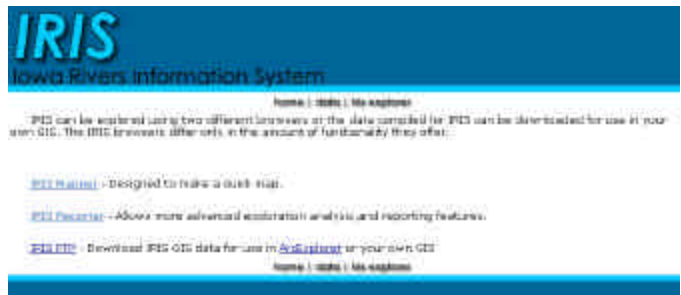 IRIS
Iowa Rivers Information System
home | data | iris explorer
IRIS can be explored using two different browsers or the data compiled for IRIS can be downloaded for use in your
own GIS. The IRIS browsers differ only in the amount of functionality they offer.
IRIS Mapper - Designed to make a quick map.
IRIS Reporter - Allows more advanced exploration analysis and reporting features.
IRIS FTP - Download IRIS GIS data for use in ArcExplorer or your own GIS
home | data | iris explorer